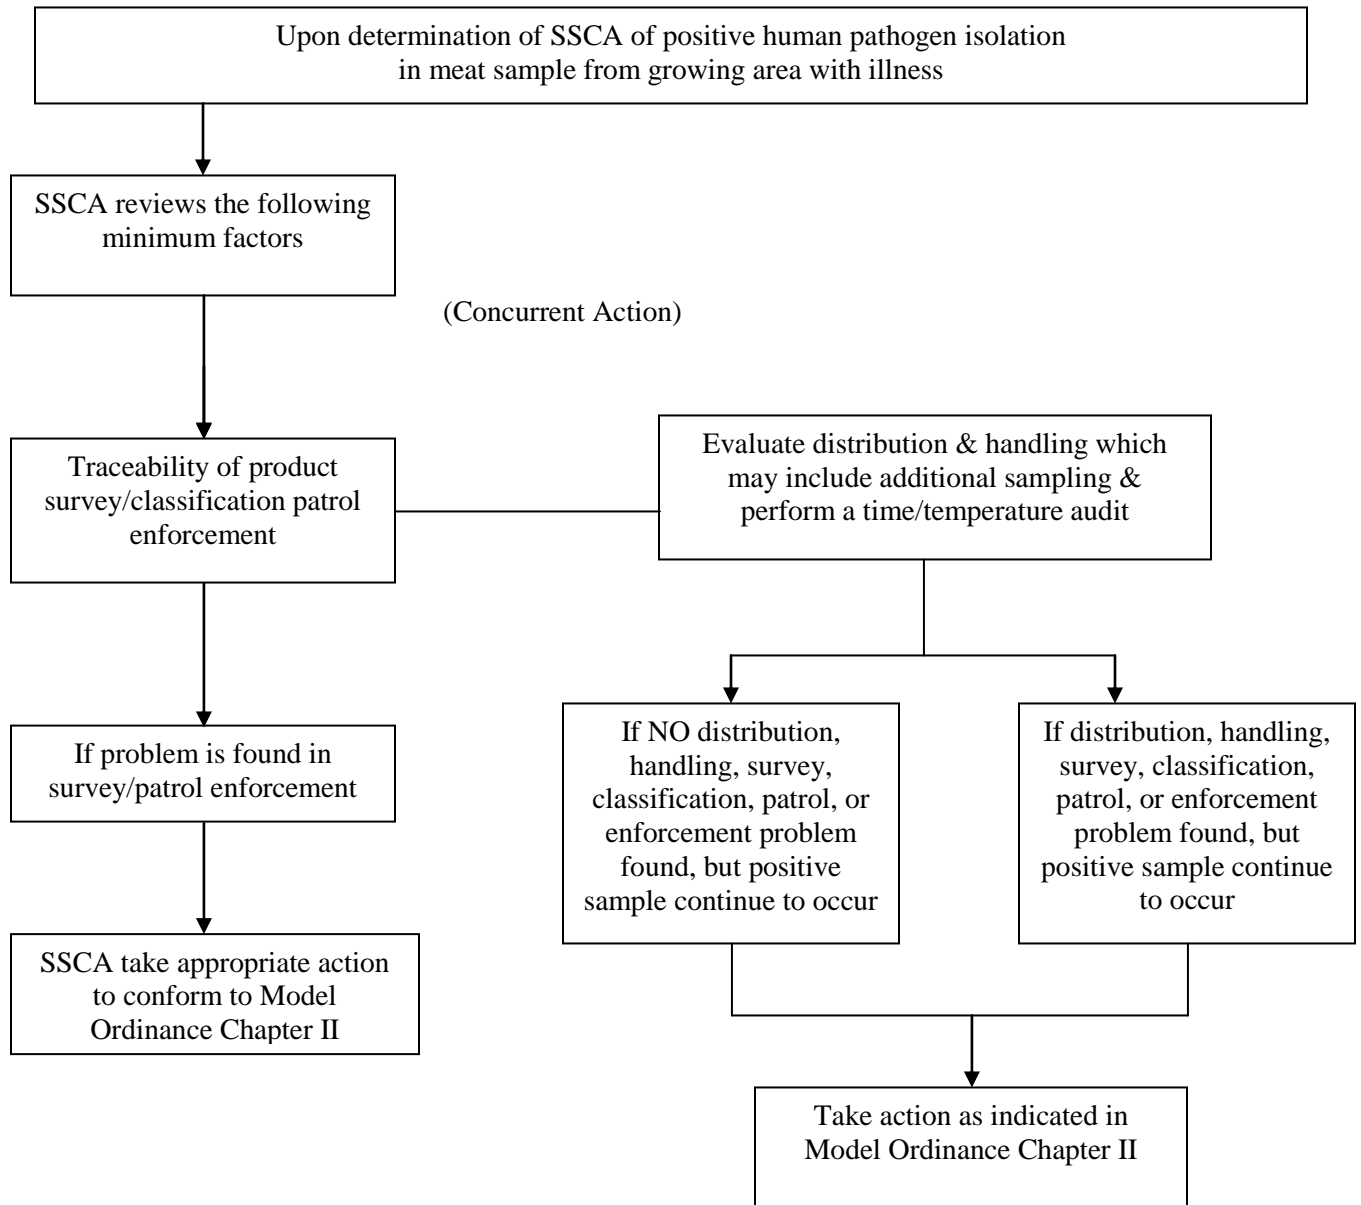 Upon determination of SSCA of positive human pathogen isolation
in meat sample from growing area with illness
SSCA reviews the following
minimum factors
(Concurrent Action)
Traceability of product
survey/classification patrol
enforcement
Evaluate distribution & handling which
may include additional sampling &
perform a time/temperature audit
If problem is found in
survey/patrol enforcement
If NO distribution,
handling, survey,
classification, patrol, or
enforcement problem
found, but positive
sample continue to occur
If distribution, handling,
survey, classification,
patrol, or enforcement
problem found, but
positive sample continue
to occur
SSCA take appropriate action
to conform to Model
Ordinance Chapter II
Take action as indicated in
Model Ordinance Chapter II